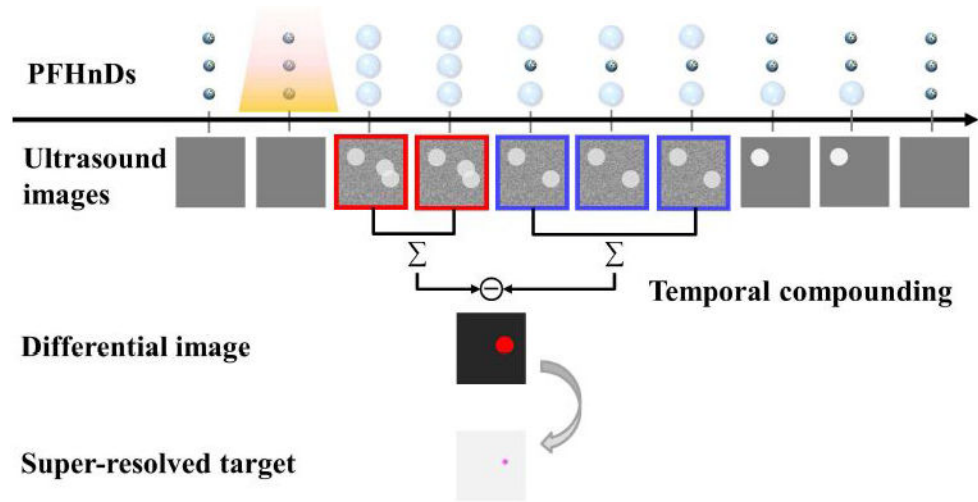 PFHnDs
Ultrasound
images
∑
∑
Temporal compounding
Differential image
Super-resolved target